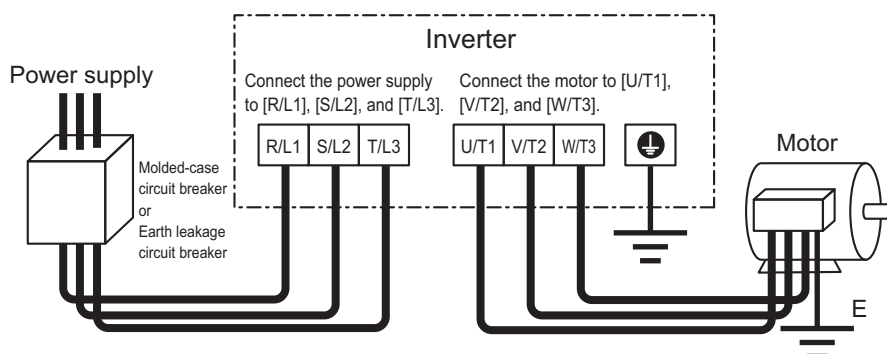 Inverter
Power supply
Connect the power supply
to [R/L1], [S/L2], and [T/L3].
Connect the motor to [U/T1],
[V/T2], and [W/T3].
R/L1 S/L2 T/L3
U/T1 V/T2 W/T3
Motor
Molded-case
circuit breaker
or
Earth leakage
circuit breaker
E